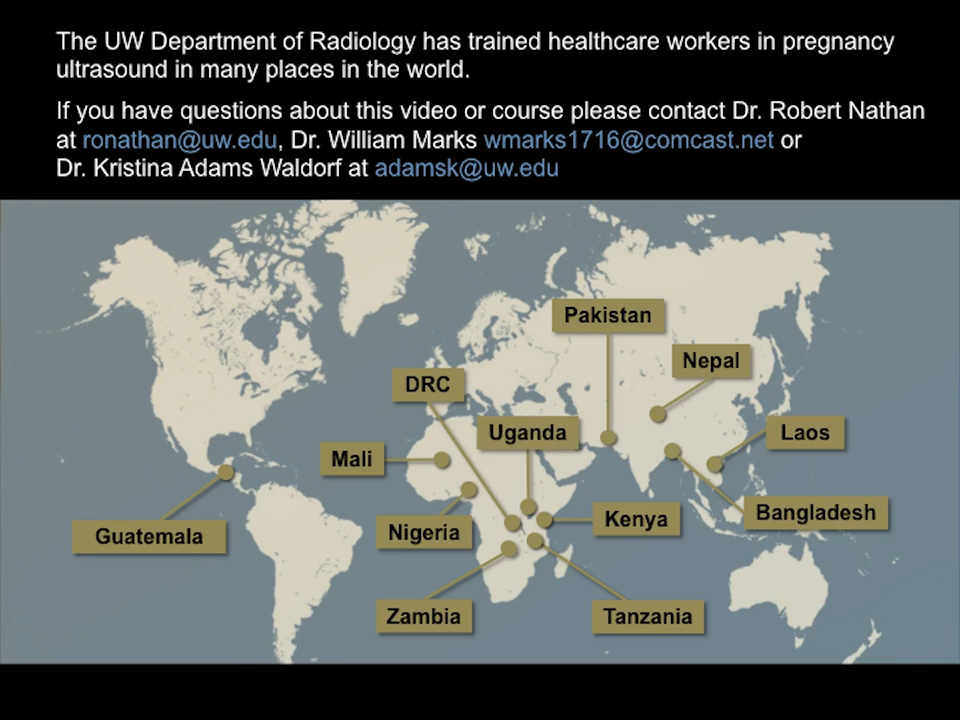 The UW Department of Radiology has trained healthcare workers in pregnancy
ultrasound in many places in the world.
If you have questions about this video or course please contact Dr. Robert Nathan
at ronathan@uw.edu, Dr. William Marks wmarks1716@comcast.net or
Dr. Kristina Adams Waldorf at adamsk@uw.edu
Pakistan
Nepal
DRC
Uganda
Laos
Mali
Bangladesh
Kenya
Nigeria
Guatemala
Zambia
Tanzania